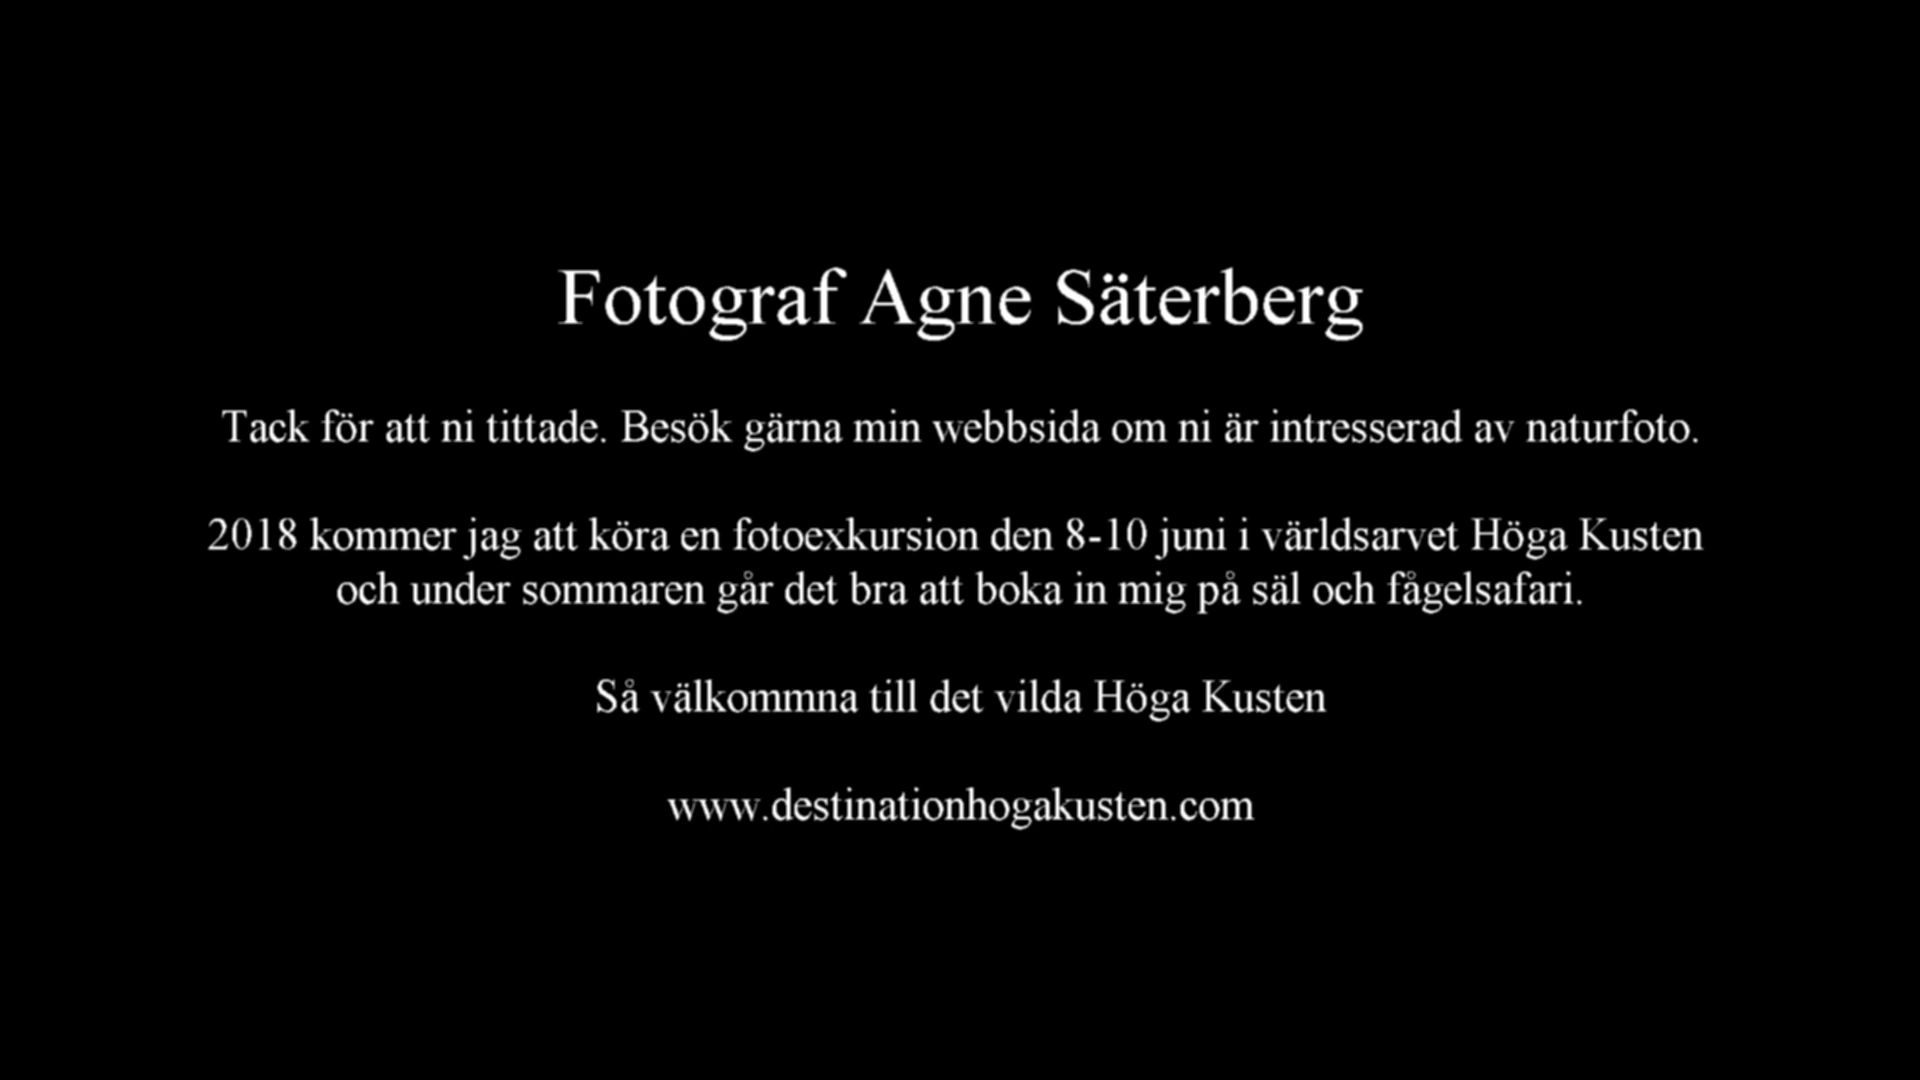 Fotograf Agne Säterberg
Tack för att ni tittade. Besök gärna min webbsida om ni är intresserad av naturfoto.
2018 kommer jag att köra en fotoexkursion den 8-10 juni i världsarvet Höga Kusten
och under sommaren går det bra att boka in mig på säl och fågelsafari.
Så välkommna till det vilda Höga Kusten
www.destinationhogakusten.com